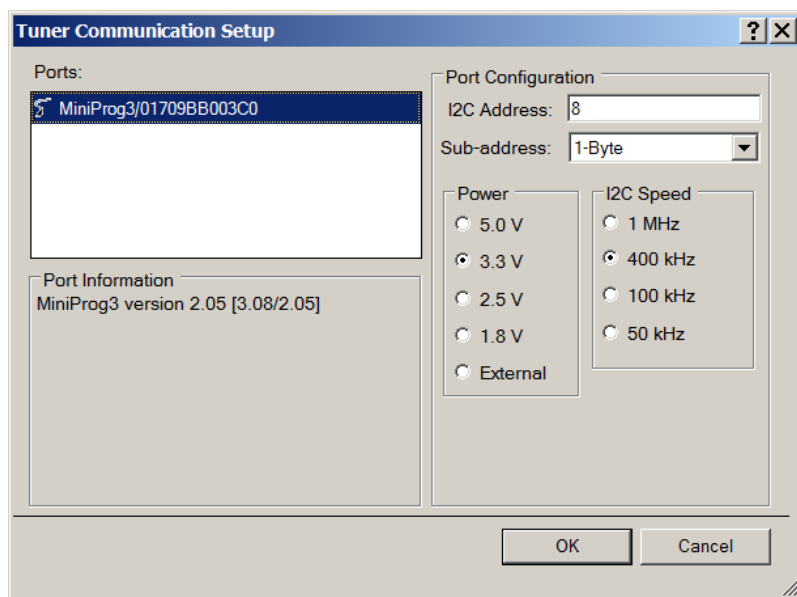 Tuner Communication Setup
Ports:
MiniProg3/01709BB003C0
Port Information
MiniProg3 version 2.05 [3.08/2.05]
Port Configuration
I2C Address: 8
Sub-address: 1-Byte
Power
5.0 V
3.3 V
2.5 V
1.8 V
External
I2C Speed
1 MHz
400 kHz
100 kHz
50 kHz
OK
Cancel